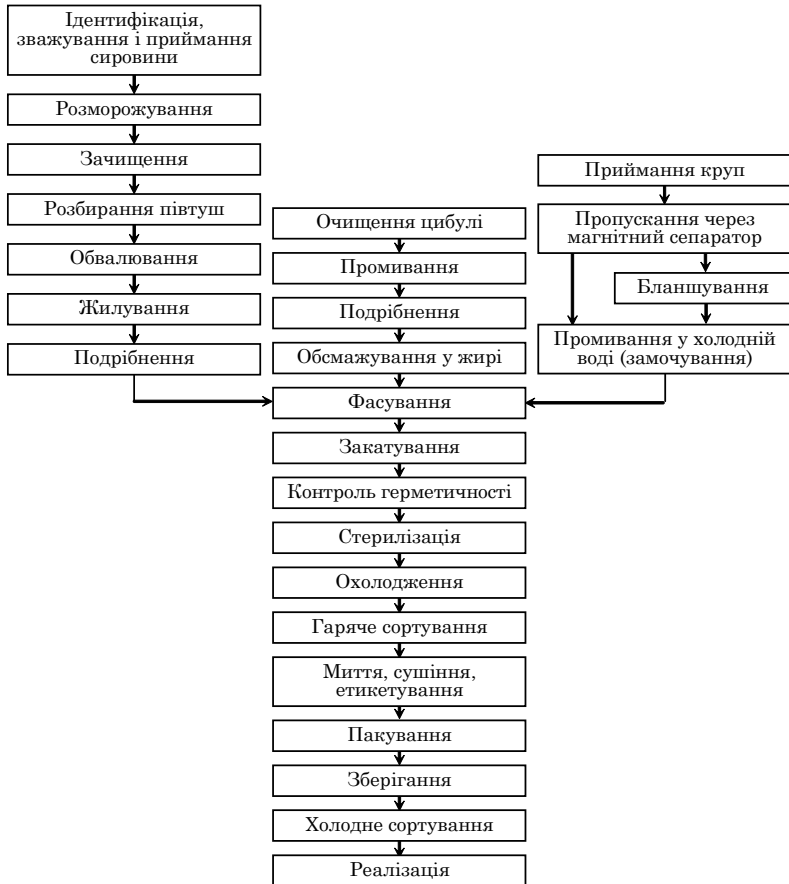 Ідентифікація,
зважування і приймання
сировини
Розморожування
Зачищення
Розбирання півтуш
Обвалювання
Жилування
Подрібнення
Очищення цибулі
Промивання
Подрібнення
Обсмажування у жирі
Приймання круп
Пропускання через
магнітний сепаратор
Бланшування
Промивання у холодній
воді (замочування)
Фасування
Закатування
Контроль герметичності
Стерилізація
Охолодження
Гаряче сортування
Миття, сушіння,
етикетування
Пакування
Зберігання
Холодне сортування
Реалізація